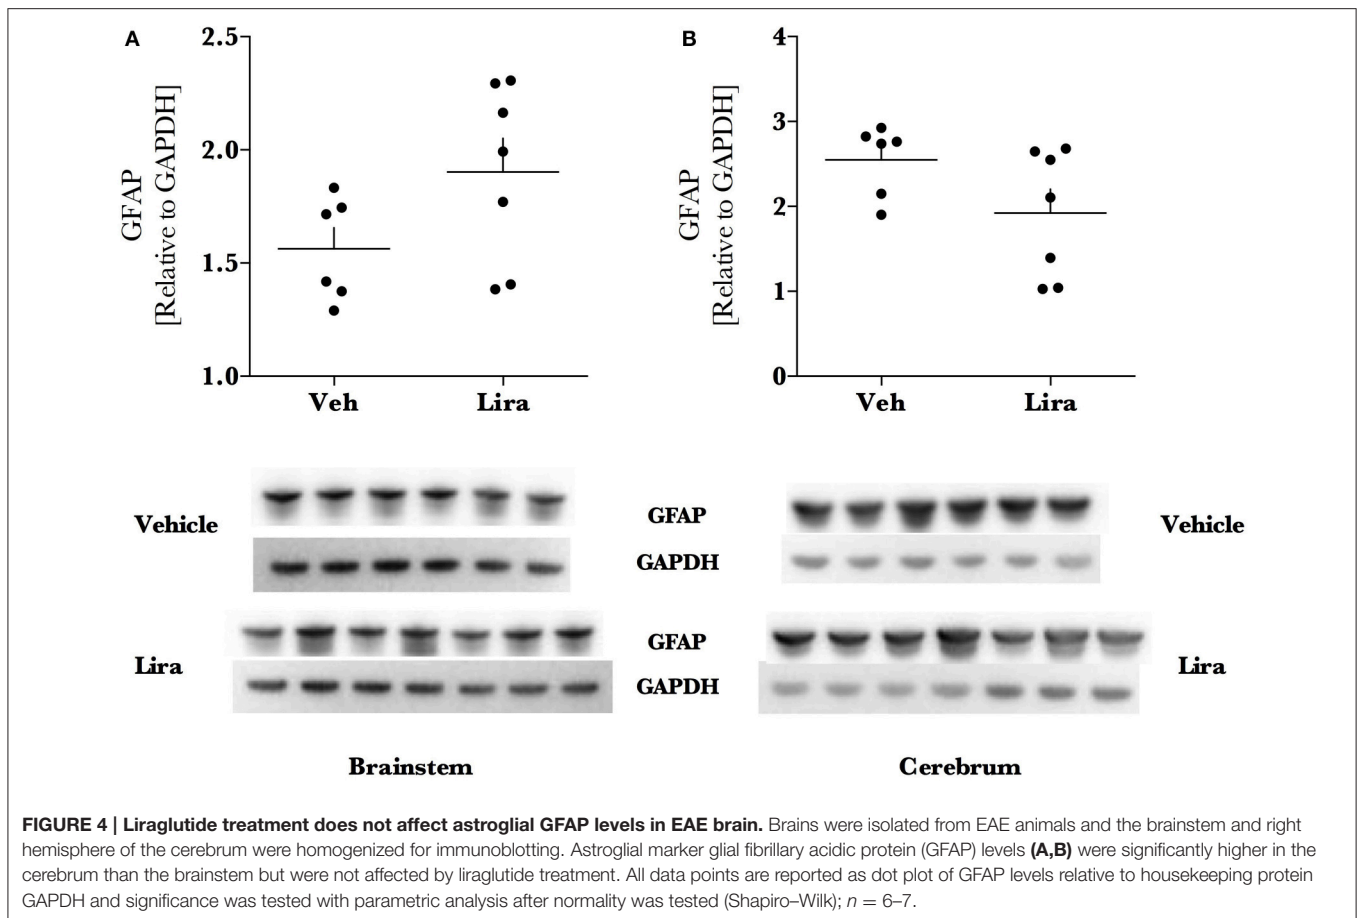 A
B
2.5
2.0
1.5
1.0
GFAP
[Relative to GAPDH]
Veh
Lira
4
3
2
1
0
GFAP
[Relative to GAPDH]
Veh
Lira
Vehicle
GFAP
Vehicle
GAPDH
Lira
GFAP
Lira
GAPDH
Brainstem
Cerebrum
FIGURE 4 | Liraglutide treatment does not affect astroglial GFAP levels in EAE brain. Brains were isolated from EAE animals and the brainstem and right
hemisphere of the cerebrum were homogenized for immunoblotting. Astroglial marker glial fibrillary acidic protein (GFAP) levels (A,B) were significantly higher in the
cerebrum than the brainstem but were not affected by liraglutide treatment. All data points are reported as dot plot of GFAP levels relative to housekeeping protein
GAPDH and significance was tested with parametric analysis after normality was tested (Shapiro–Wilk); n = 6–7.